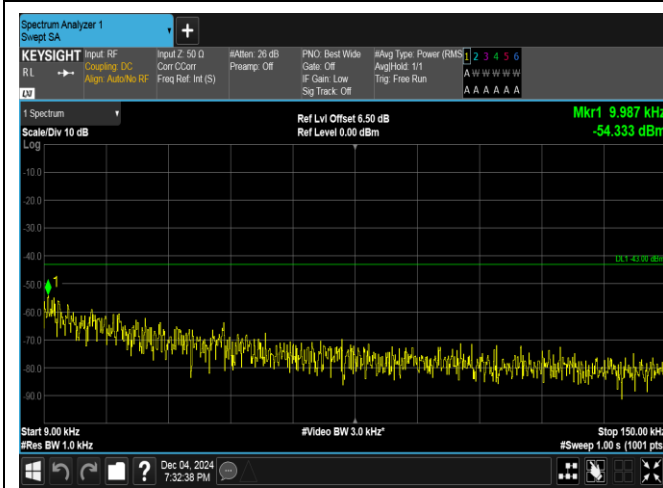 Spectrum Analyzer 1
Swept SA
+
KEYSIGHT Input: RF Input Z: 50 Ω #Atten: 26 dB PNO: Best Wide #Avg Type: Power (RMS 1 2 3 4 5 6
RL Coupling: DC Corr CCorr Preamp: Off Gate: Off Avg|Hold: 1/1 A W W W W W
Align: Auto/No RF Freq Ref: Int (S) IF Gain: Low Trig: Free Run
LXI Sig Track: Off A A A A A A
1 Spectrum Ref Lvl Offset 6.50 dB Mkr1 9.987 kHz
Scale/Div 10 dB Ref Level 0.00 dBm -54.333 dBm
Log
-10.0
-20.0
-30.0
-40.0
DL1 -43.00 dBm
-50.0
1
-60.0
-70.0
-80.0
-90.0
Start 9.00 kHz #Video BW 3.0 kHz* Stop 150.00 kHz
#Res BW 1.0 kHz #Sweep 1.00 s (1001 pts
? Dec 04, 2024
7:32:38 PM